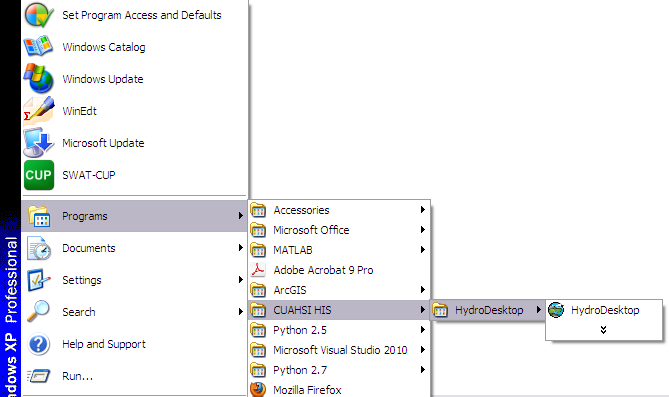 Set Program Access and Defaults
Windows Catalog
Windows Update
WinEdt
Microsoft Update
CUP SWAT-CUP
Programs
Documents
Settings
Search
Help and Support
Run...
Accessories
Microsoft Office
MATLAB
Adobe Acrobat 9 Pro
ArcGIS
CUAHSI HIS
Python 2.5
Microsoft Visual Studio 2010
Python 2.7
Mozilla Firefox
HydroDesktop
HydroDesktop
ndows XP Professional